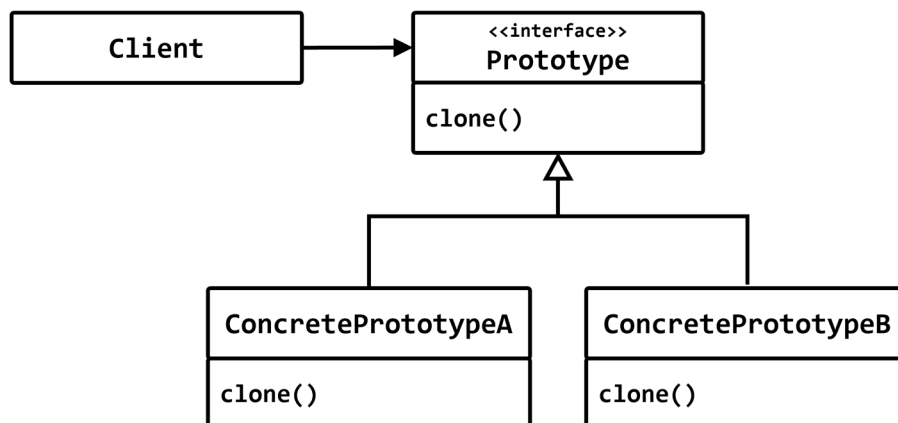 Client
<<interface>>
Prototype
clone()
ConcretePrototypeA
clone()
ConcretePrototypeB
clone()